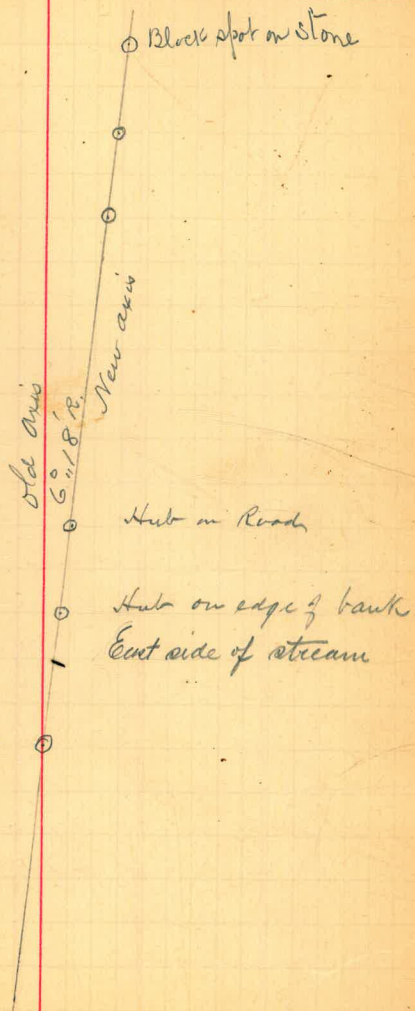 Black spot on Stone
New axis
Old Axis
6° 18' R.
Hub on Road
Hub on edge of bank
East side of stream